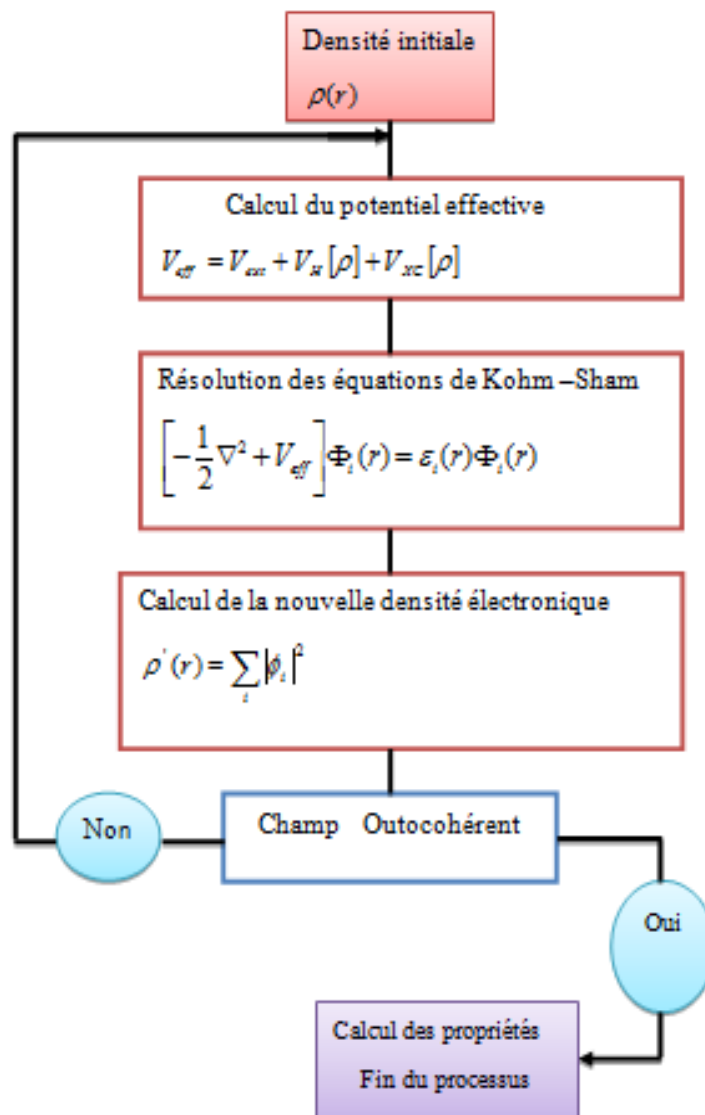 Densité initiale
ρ(r)
Calcul du potentiel effective
V_eff = V_ext + V_H [ρ] + V_XC [ρ]
Résolution des équations de Kohm –Sham
[-1/2 ∇² + V_eff] Φ_i(r) = ε_i(r)Φ_i(r)
Calcul de la nouvelle densité électronique
ρ'(r) = ∑_i |ϕ_i|²
Non
Champ Outocohérent
Oui
Calcul des propriétés
Fin du processus